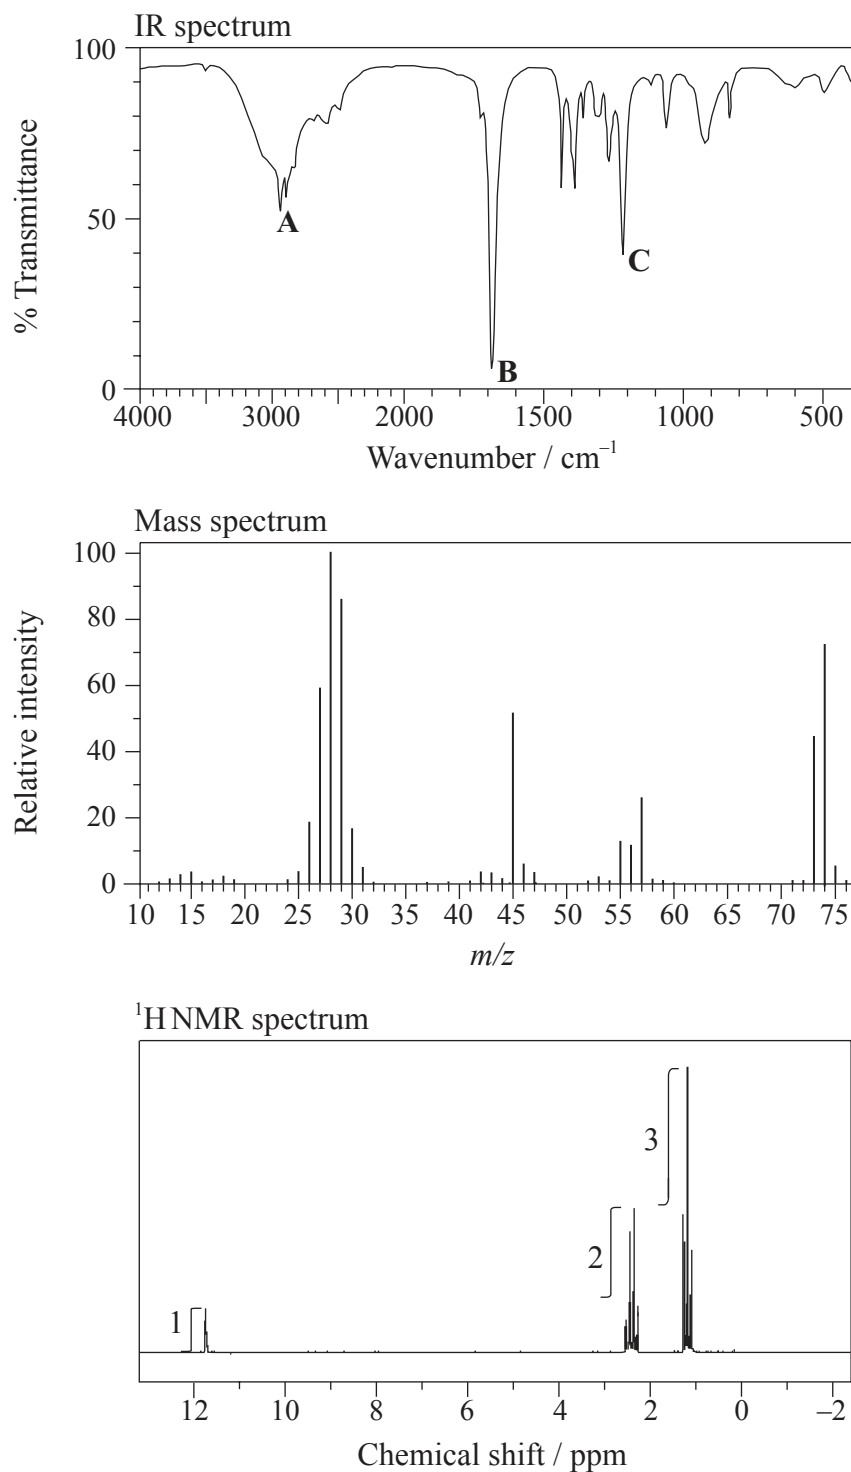 IR spectrum
100
50
0
% Transmittance
A
B
C
4000 3000 2000 1500 1000 500
Wavenumber / cm⁻¹
Mass spectrum
100
80
60
40
20
0
Relative intensity
10 15 20 25 30 35 40 45 50 55 60 65 70 75
m/z
¹H NMR spectrum
3
2
1
12 10 8 6 4 2 0 –2
Chemical shift / ppm